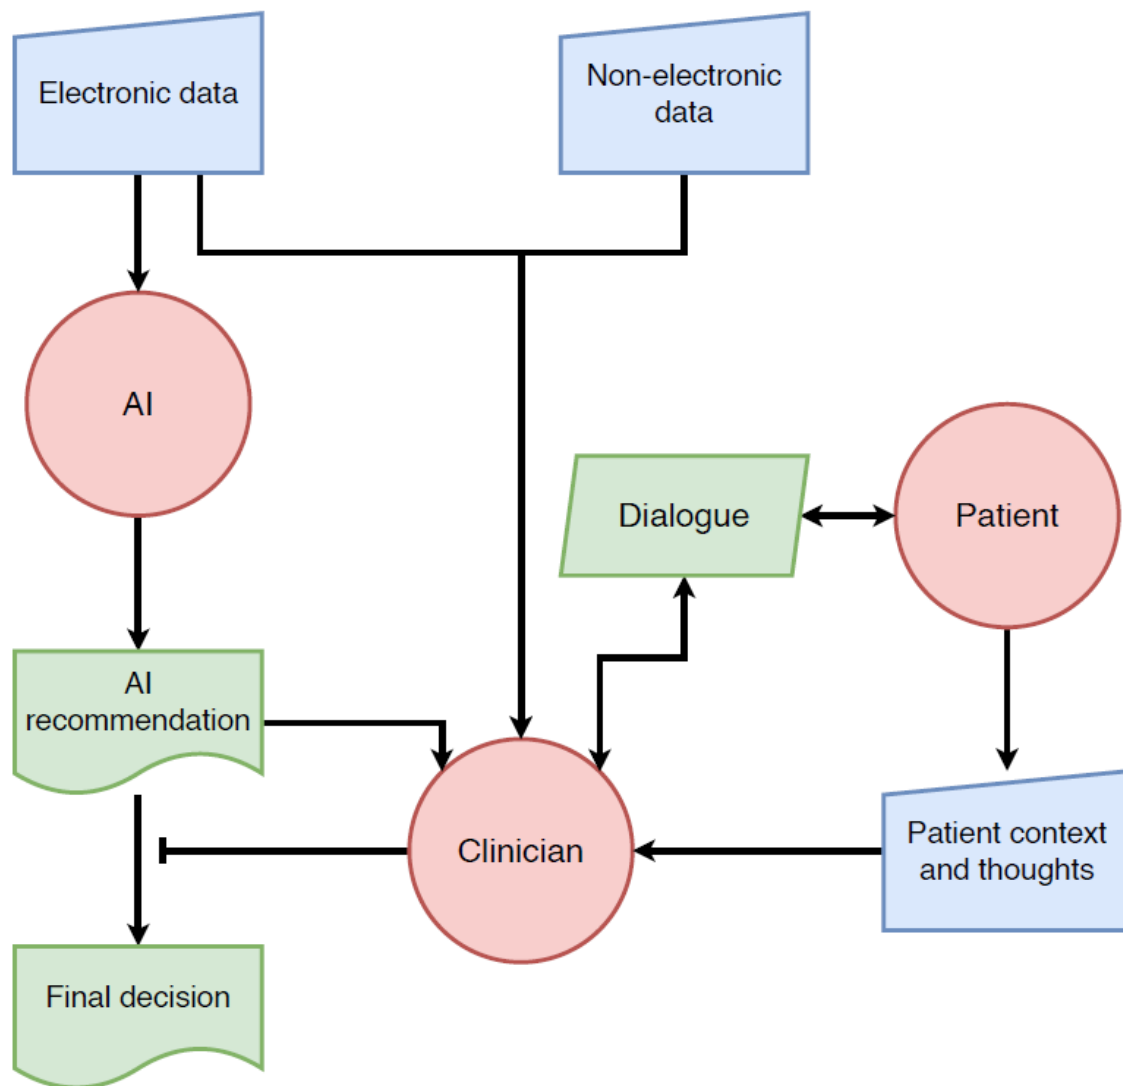 Electronic data
Non-electronic
data
AI
Dialogue
Patient
AI
recommendation
Clinician
Patient context
and thoughts
Final decision